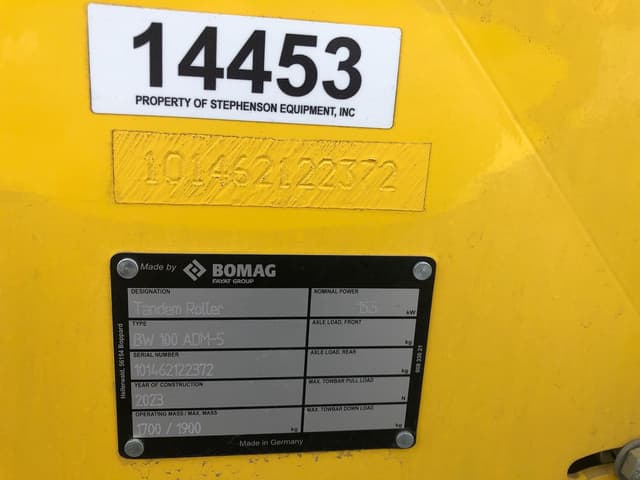 14453
PROPERTY OF STEPHENSON EQUIPMENT, INC
101462122372
Made by BOMAG
FAYAT GROUP
DESIGNATION
Tandem Roller
NOMINAL POWER
kW
TYPE
BW 100 ADM-5
AXLE LOAD, FRONT
kg
SERIAL NUMBER
101462122372
AXLE LOAD, REAR
kg
YEAR OF CONSTRUCTION
2023
MAX. TOWBAR PULL LOAD
N
OPERATING MASS / MAX. MASS
1700 / 1900 kg
MAX. TOWBAR DOWN LOAD
kg
Made in Germany
Hellerwald, 56154 Boppard